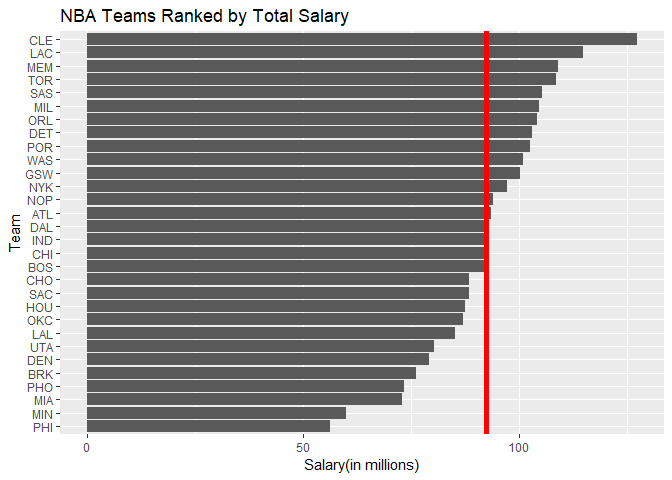 NBA Teams Ranked by Total Salary
CLE
LAC
MEM
TOR
SAS
MIL
ORL
DET
POR
WAS
GSW
NYK
NOP
ATL
DAL
IND
CHI
BOS
CHO
SAC
HOU
OKC
LAL
UTA
DEN
BRK
PHO
MIA
MIN
PHI
Team
0 50 100
Salary(in millions)